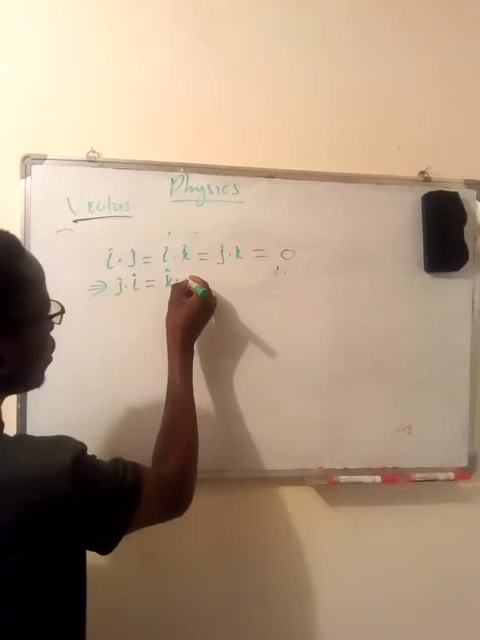 Physics
Vectors
i · j = i · k = j · k = 0
⇒ j · i = k ·